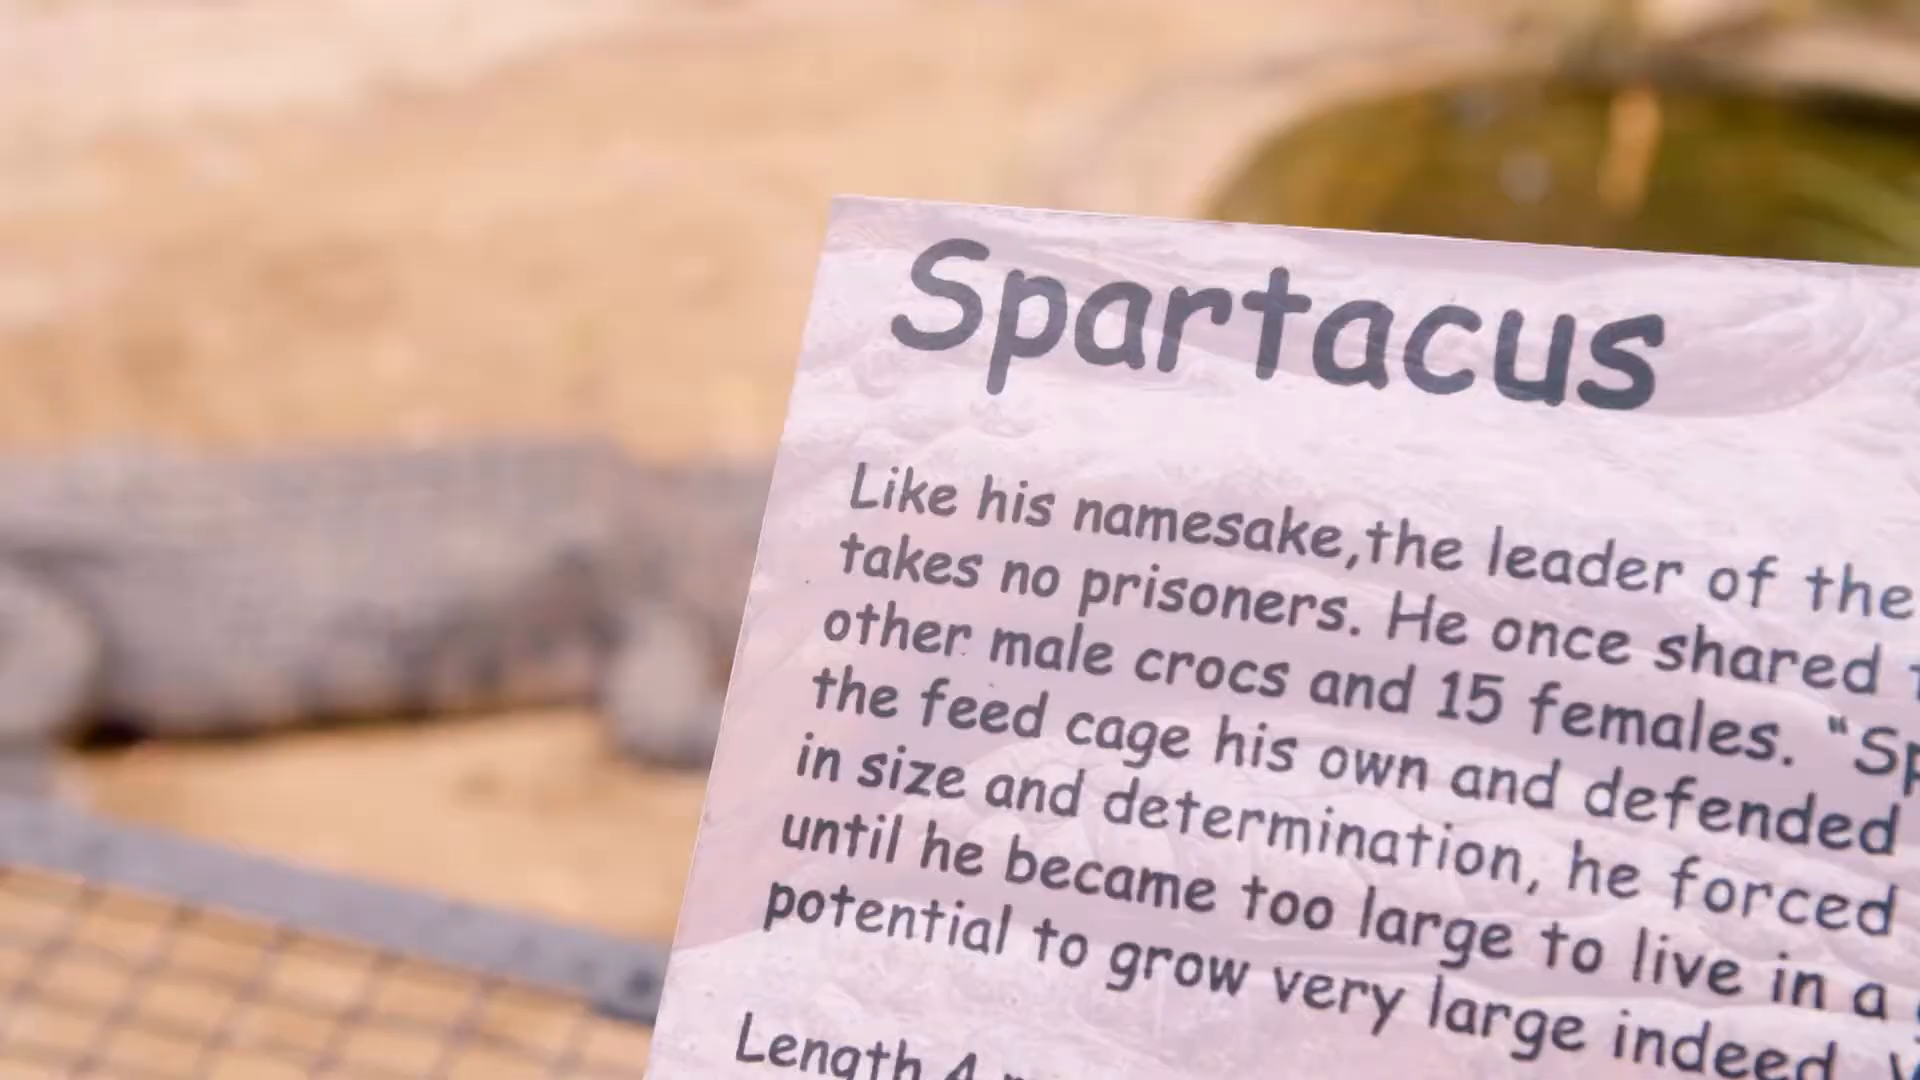 Spartacus
Like his namesake,the leader of the
takes no prisoners. He once shared
other male crocs and 15 females. "Sp
the feed cage his own and defended
in size and determination, he forced
until he became too large to live in a
potential to grow very large indeed.
Length 4